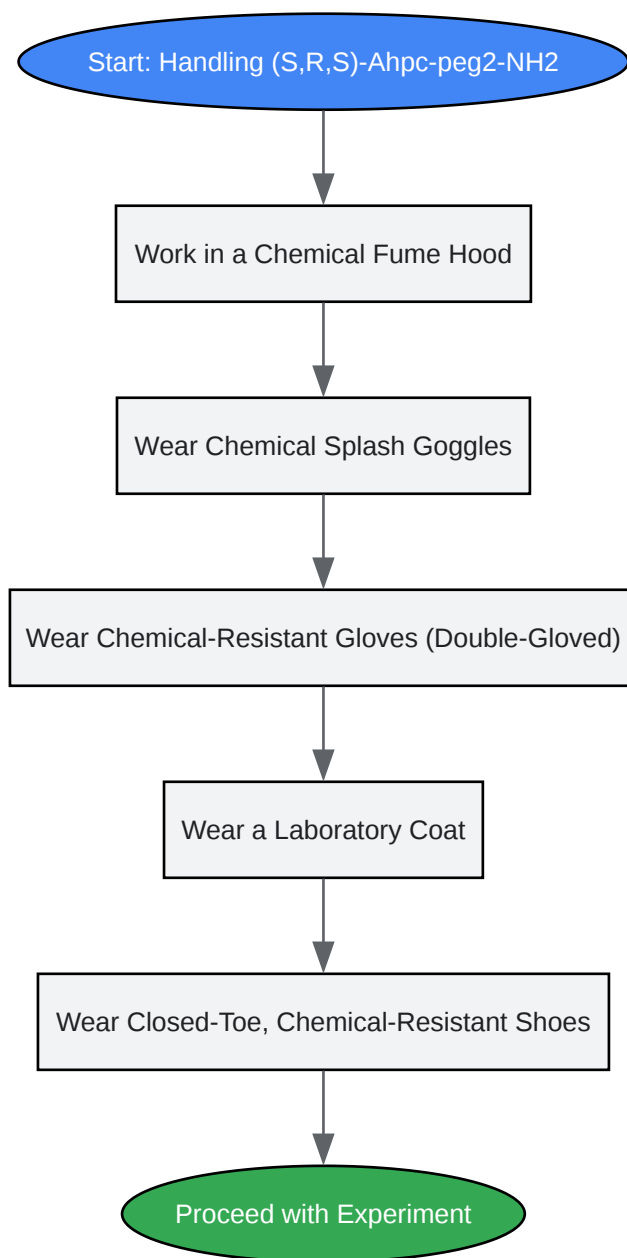 Start: Handling (S,R,S)-Ahpc-peg2-NH2
Work in a Chemical Fume Hood
Wear Chemical Splash Goggles
Wear Chemical-Resistant Gloves (Double-Gloved)
Wear a Laboratory Coat
Wear Closed-Toe, Chemical-Resistant Shoes
Proceed with Experiment